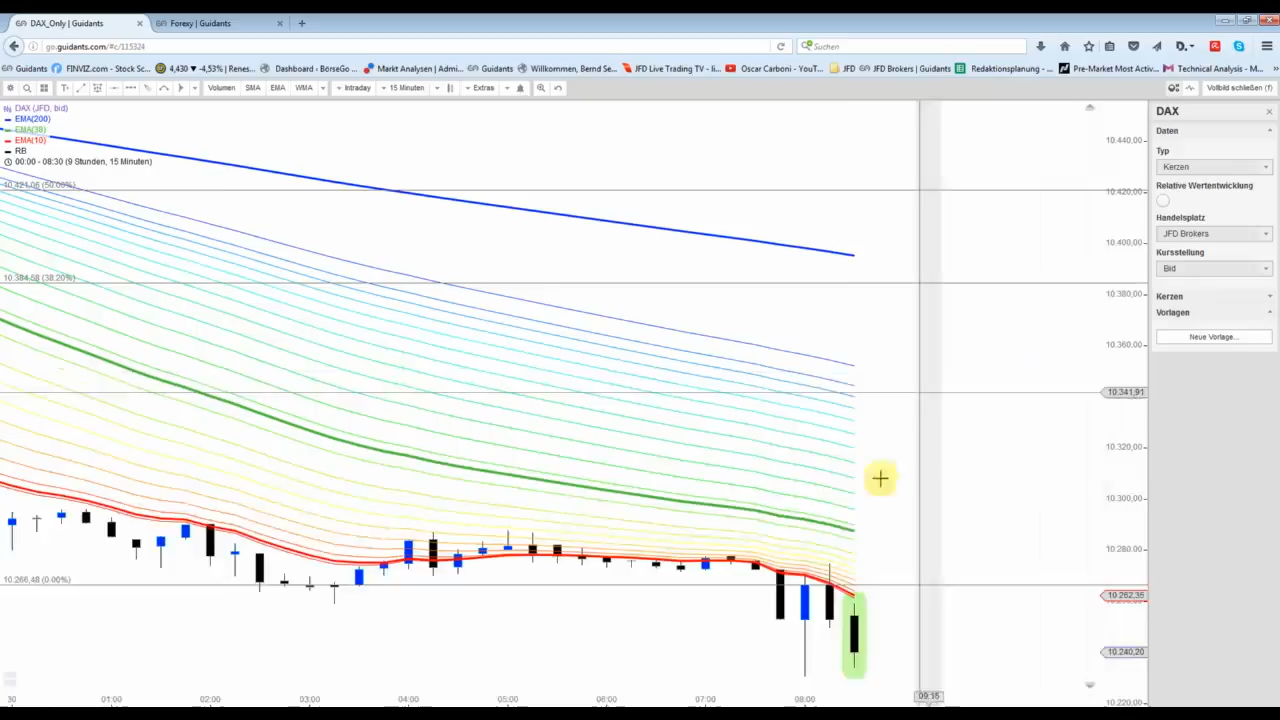 DAX_Only | Guidants
Forexy | Guidants
go.guidants.com/#c/115324
Suchen
Guidants
FINVIZ.com - Stock Sc...
4,430 ▼ -4,53% | Renes...
Dashboard - BörseGo ...
Markt Analysen | Admi...
Guidants
Willkommen, Bernd Se...
JFD Live Trading TV - li...
Oscar Carboni - YouT...
JFD
JFD Brokers | Guidants
Redaktionsplanung - ...
Pre-Market Most Activ...
Technical Analysis - M...
Volumen
SMA
EMA
WMA
Intraday
15 Minuten
Extras
Vollbild schließen (f)
DAX (JFD, bid)
EMA(200)
EMA(38)
EMA(10)
RB
00:00 - 08:30 (9 Stunden, 15 Minuten)
10.421,06 (50.00%)
10.384,58 (38.20%)
10.266,48 (0.00%)
10.440,00
10.420,00
10.400,00
10.380,00
10.360,00
10.341,91
10.320,00
10.300,00
10.280,00
10.262,35
10.240,20
10.220,00
30
01:00
02:00
03:00
04:00
05:00
06:00
07:00
08:00
09:15
DAX
Daten
Typ
Kerzen
Relative Wertentwicklung
Handelsplatz
JFD Brokers
Kursstellung
Bid
Kerzen
Vorlagen
Neue Vorlage...